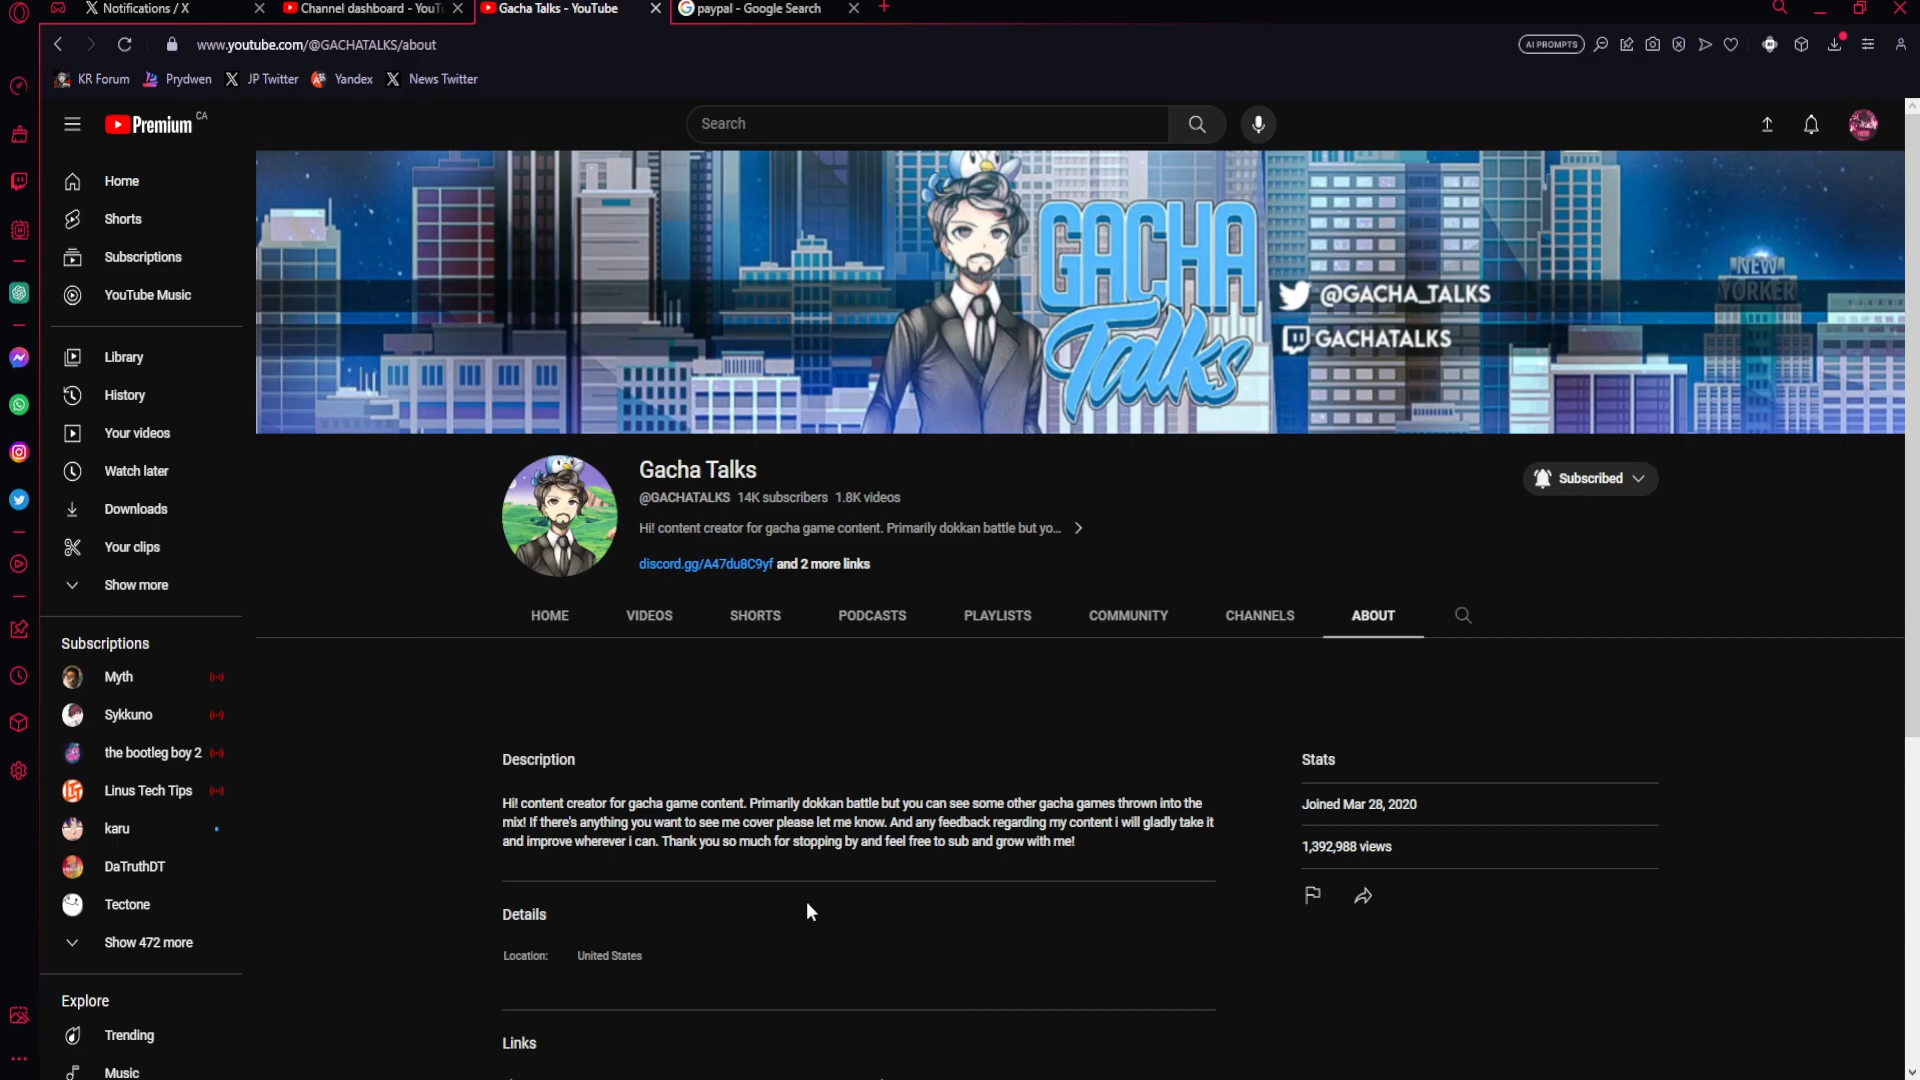 Notifications / X
Channel dashboard - YouT
Gacha Talks - YouTube
paypal - Google Search
www.youtube.com/@GACHATALKS/about
AI PROMPTS
KR Forum
Prydwen
JP Twitter
Yandex
News Twitter
Premium CA
Search
Home
Shorts
Subscriptions
YouTube Music
Library
History
Your videos
Watch later
Downloads
Your clips
Show more
Subscriptions
Myth
Sykkuno
the bootleg boy 2
Linus Tech Tips
karu
DaTruthDT
Tectone
Show 472 more
Explore
Trending
Music
GACHA
Talks
@GACHA_TALKS
GACHATALKS
NEW
YORKER
Gacha Talks
@GACHATALKS 14K subscribers 1.8K videos
Hi! content creator for gacha game content. Primarily dokkan battle but yo...
discord.gg/A47du8C9yf and 2 more links
Subscribed
HOME
VIDEOS
SHORTS
PODCASTS
PLAYLISTS
COMMUNITY
CHANNELS
ABOUT
Description
Hi! content creator for gacha game content. Primarily dokkan battle but you can see some other gacha games thrown into the
mix! If there's anything you want to see me cover please let me know. And any feedback regarding my content i will gladly take it
and improve wherever i can. Thank you so much for stopping by and feel free to sub and grow with me!
Details
Location: United States
Links
Stats
Joined Mar 28, 2020
1,392,988 views